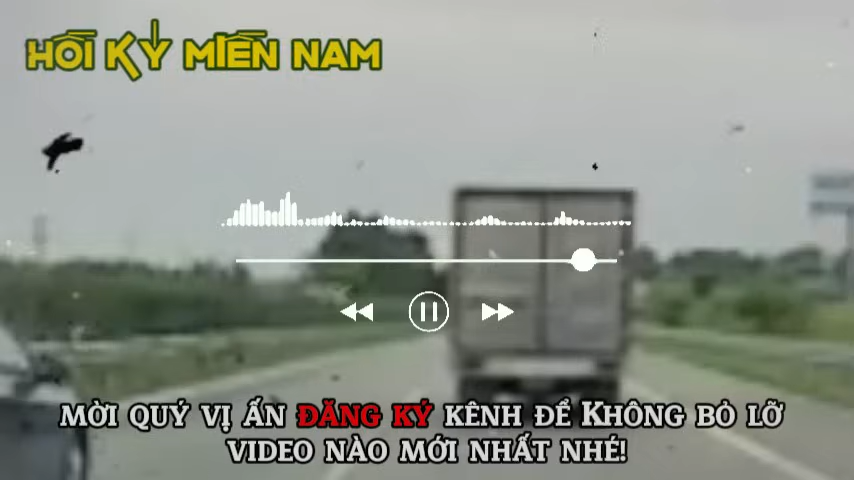 HỒI KÝ MIỀN NAM
MỜI QUÝ VỊ ẤN ĐĂNG KÝ KÊNH ĐỂ KHÔNG BỎ LỠ
VIDEO NÀO MỚI NHẤT NHÉ!